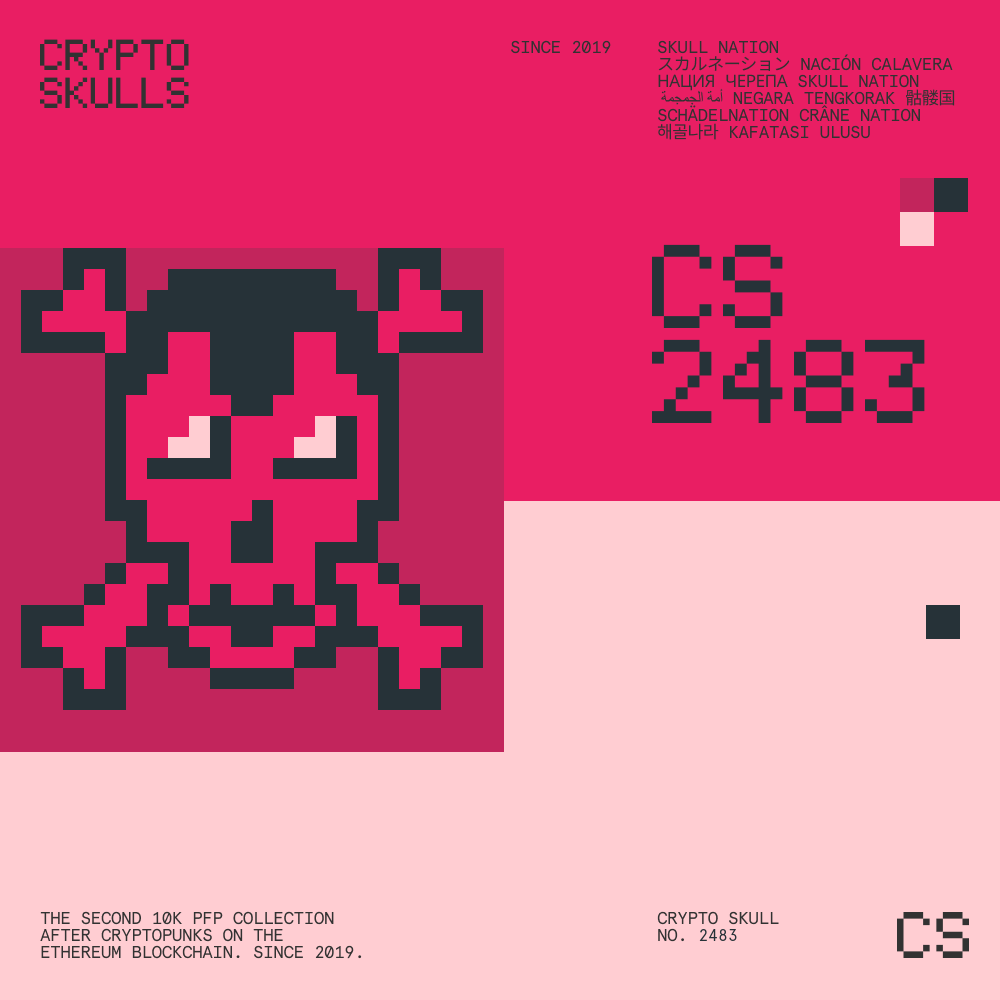 CRYPTO
SKULLS
SINCE 2019
SKULL NATION
スカルネーション NACIÓN CALAVERA
НАЦИЯ ЧЕРЕПА SKULL NATION
أمة الجمجمة NEGARA TENGKORAK 骷髅国
SCHÄDELNATION CRÂNE NATION
해골나라 KAFATASI ULUSU
CS
2483
THE SECOND 10K PFP COLLECTION
AFTER CRYPTOPUNKS ON THE
ETHEREUM BLOCKCHAIN. SINCE 2019.
CRYPTO SKULL
NO. 2483
CS